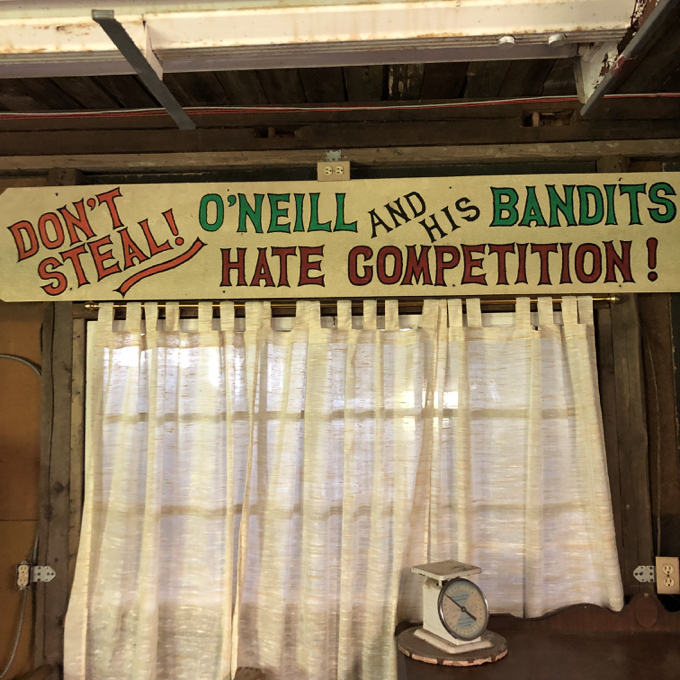 DON'T STEAL!
O'NEILL AND HIS BANDITS
HATE COMPETITION!